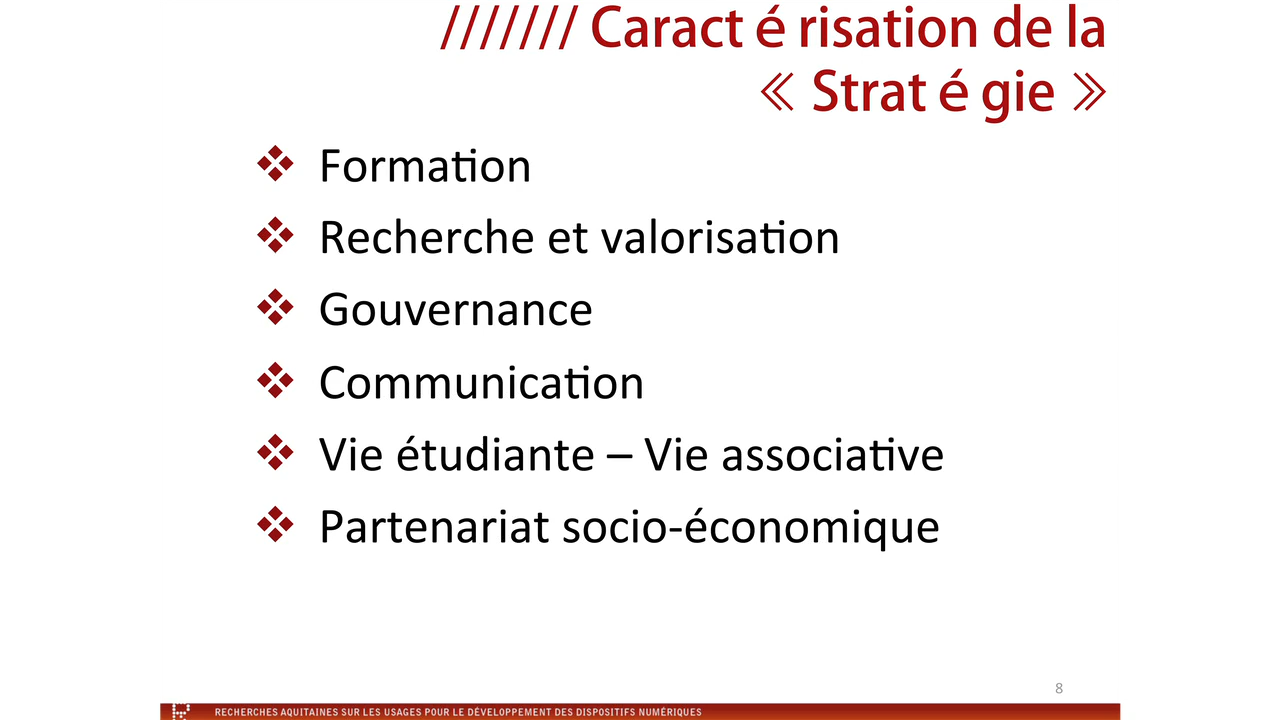 /////// Caract é risation de la
« Strat é gie »
❖ Formation
❖ Recherche et valorisation
❖ Gouvernance
❖ Communication
❖ Vie étudiante – Vie associative
❖ Partenariat socio-économique
8
RECHERCHES AQUITAINES SUR LES USAGES POUR LE DÉVELOPPEMENT DES DISPOSITIFS NUMÉRIQUES